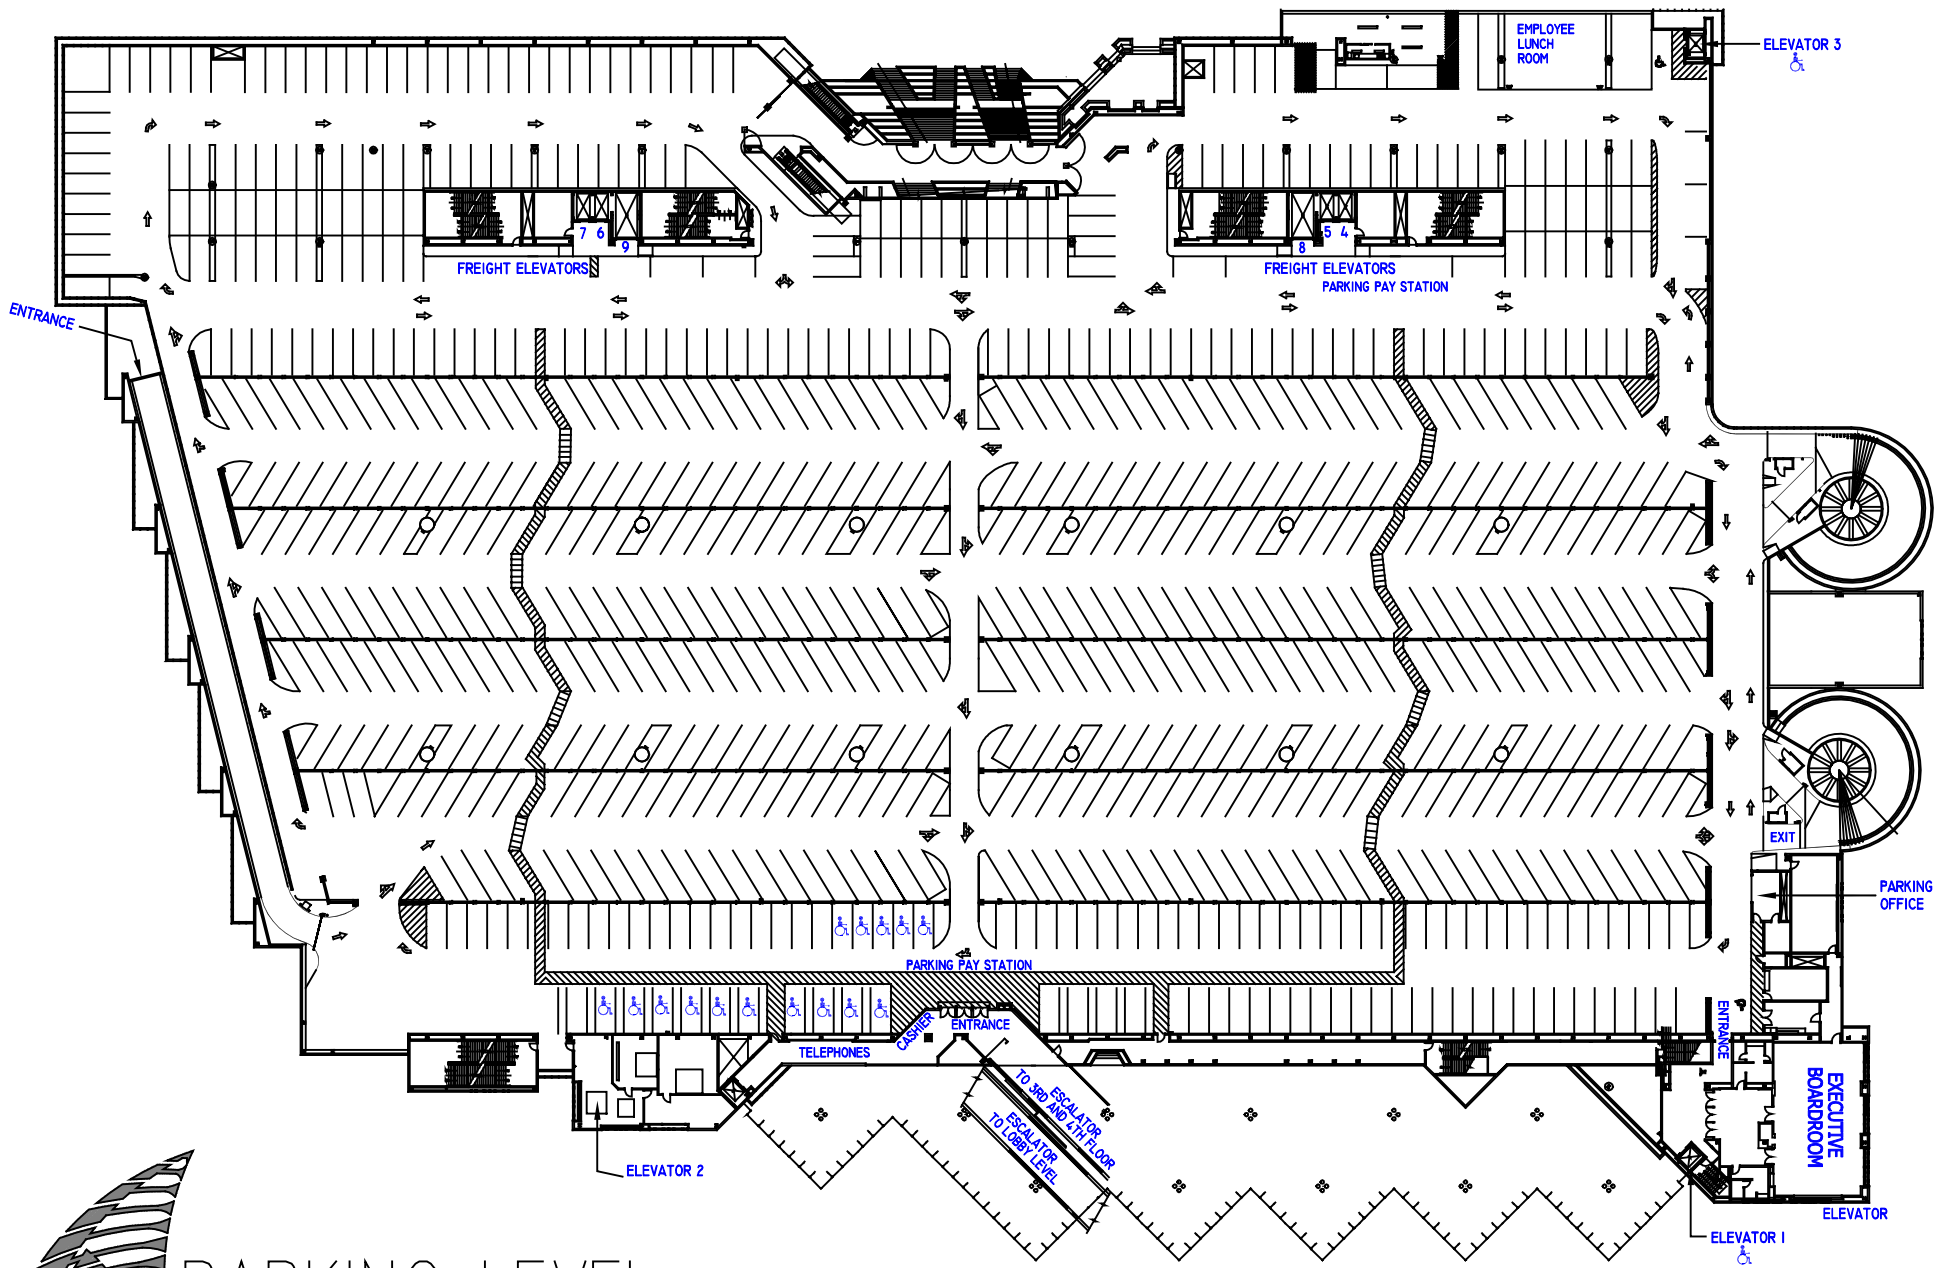 EMPLOYEE
LUNCH
ROOM
ELEVATOR 3
7 6
9
5 4
8
FREIGHT ELEVATORS
FREIGHT ELEVATORS
PARKING PAY STATION
ENTRANCE
EXIT
PARKING
OFFICE
PARKING PAY STATION
CASHIER
ENTRANCE
ENTRANCE
TELEPHONES
ESCALATOR
TO 3RD AND 4TH FLOOR
ESCALATOR
TO LOBBY LEVEL
EXECUTIVE
BOARDROOM
ELEVATOR 2
ELEVATOR
ELEVATOR 1
PARKING LEVEL